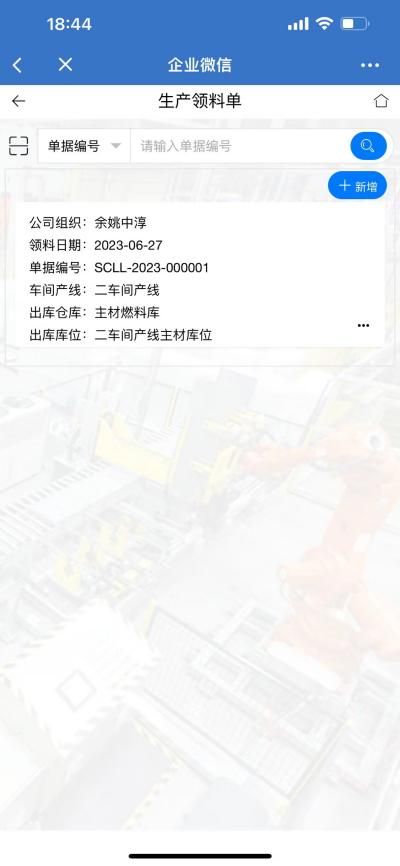 18:44
企业微信
生产领料单
单据编号 请输入单据编号
新增
公司组织：余姚中淳
领料日期：2023-06-27
单据编号：SCLL-2023-000001
车间产线：二车间产线
出库仓库：主材燃料库
出库库位：二车间产线主材库位